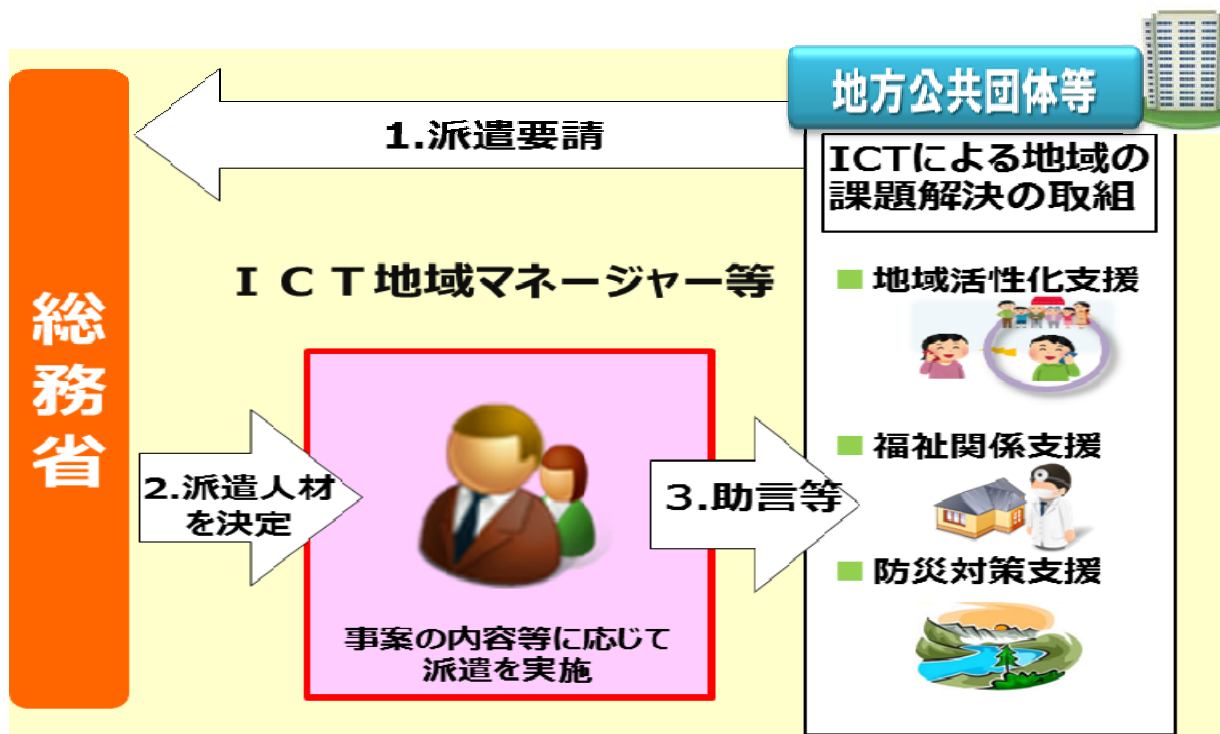 地方公共団体等
1.派遣要請
ICTによる地域の
課題解決の取組
総務省
ＩＣＴ地域マネージャー等
■ 地域活性化支援
2.派遣人材
を決定
3.助言等
■ 福祉関係支援
■ 防災対策支援
事案の内容等に応じて
派遣を実施